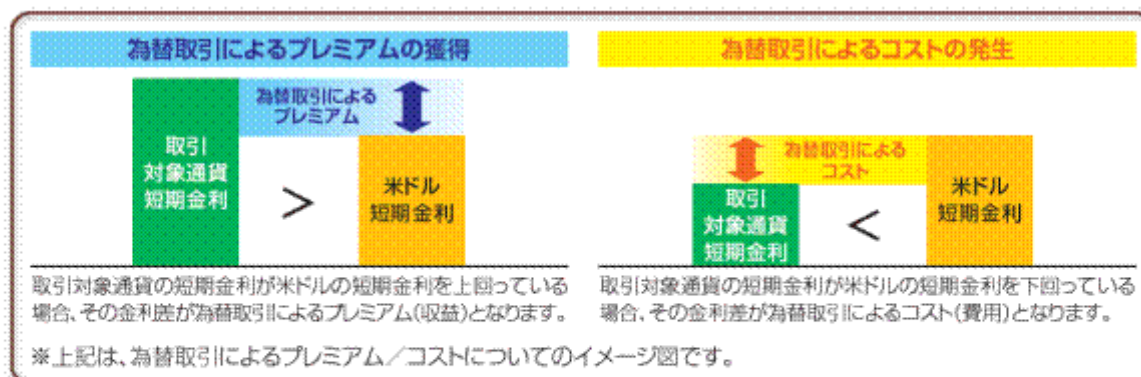 為替取引によるプレミアムの獲得
為替取引による
プレミアム
取引
対象通貨
短期金利
>
米ドル
短期金利
取引対象通貨の短期金利が米ドルの短期金利を上回っている
場合、その金利差が為替取引によるプレミアム(収益)となります。
為替取引によるコストの発生
為替取引による
コスト
取引
対象通貨
短期金利
<
米ドル
短期金利
取引対象通貨の短期金利が米ドルの短期金利を下回っている
場合、その金利差が為替取引によるコスト(費用)となります。
※上記は、為替取引によるプレミアム／コストについてのイメージ図です。